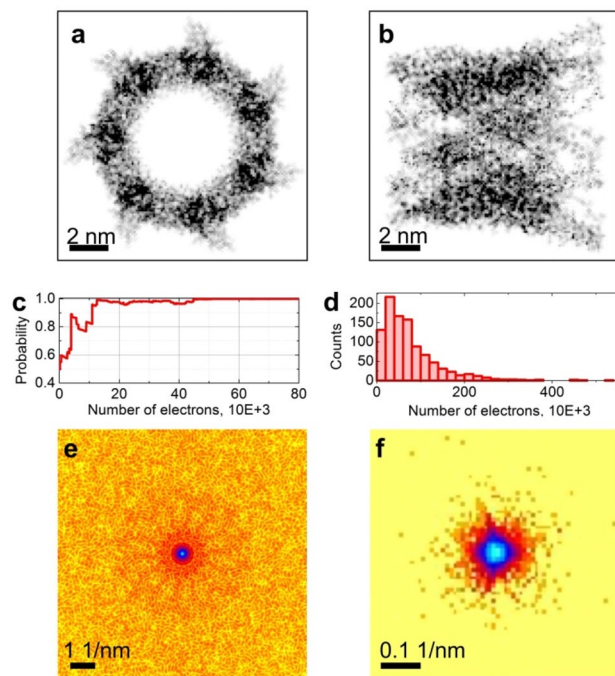 a
b
2 nm
2 nm
c
d
1.0
0.8
0.6
0.4
Probability
0
20
40
60
80
Number of electrons, 10E+3
200
150
100
50
0
Counts
0
200
400
Number of electrons, 10E+3
e
f
1 1/nm
0.1 1/nm